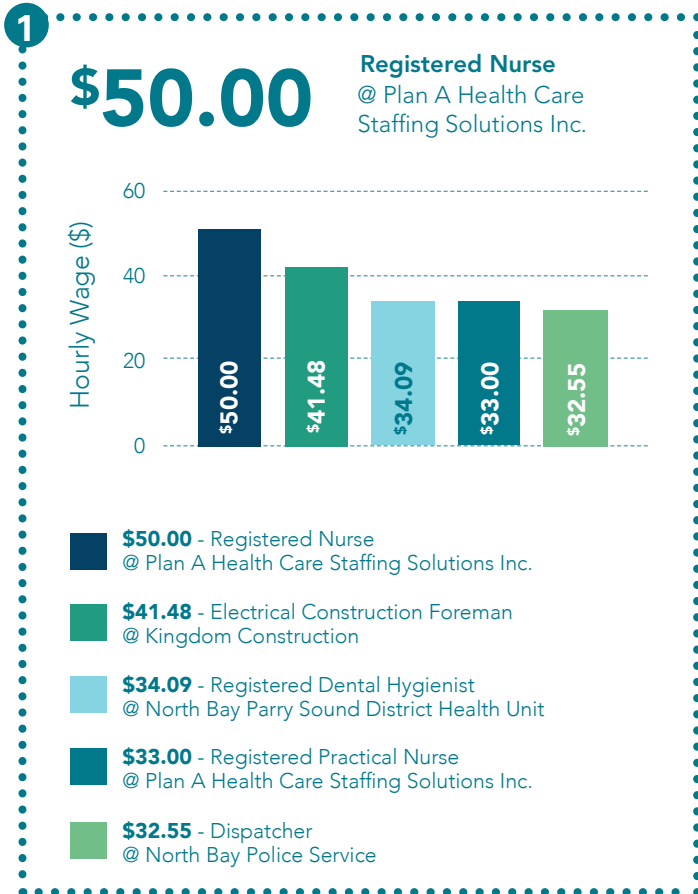 1
$50.00
Registered Nurse
@ Plan A Health Care
Staffing Solutions Inc.
Hourly Wage ($)
60
40
20
0
$50.00
$41.48
$34.09
$33.00
$32.55
$50.00 - Registered Nurse
@ Plan A Health Care Staffing Solutions Inc.
$41.48 - Electrical Construction Foreman
@ Kingdom Construction
$34.09 - Registered Dental Hygienist
@ North Bay Parry Sound District Health Unit
$33.00 - Registered Practical Nurse
@ Plan A Health Care Staffing Solutions Inc.
$32.55 - Dispatcher
@ North Bay Police Service